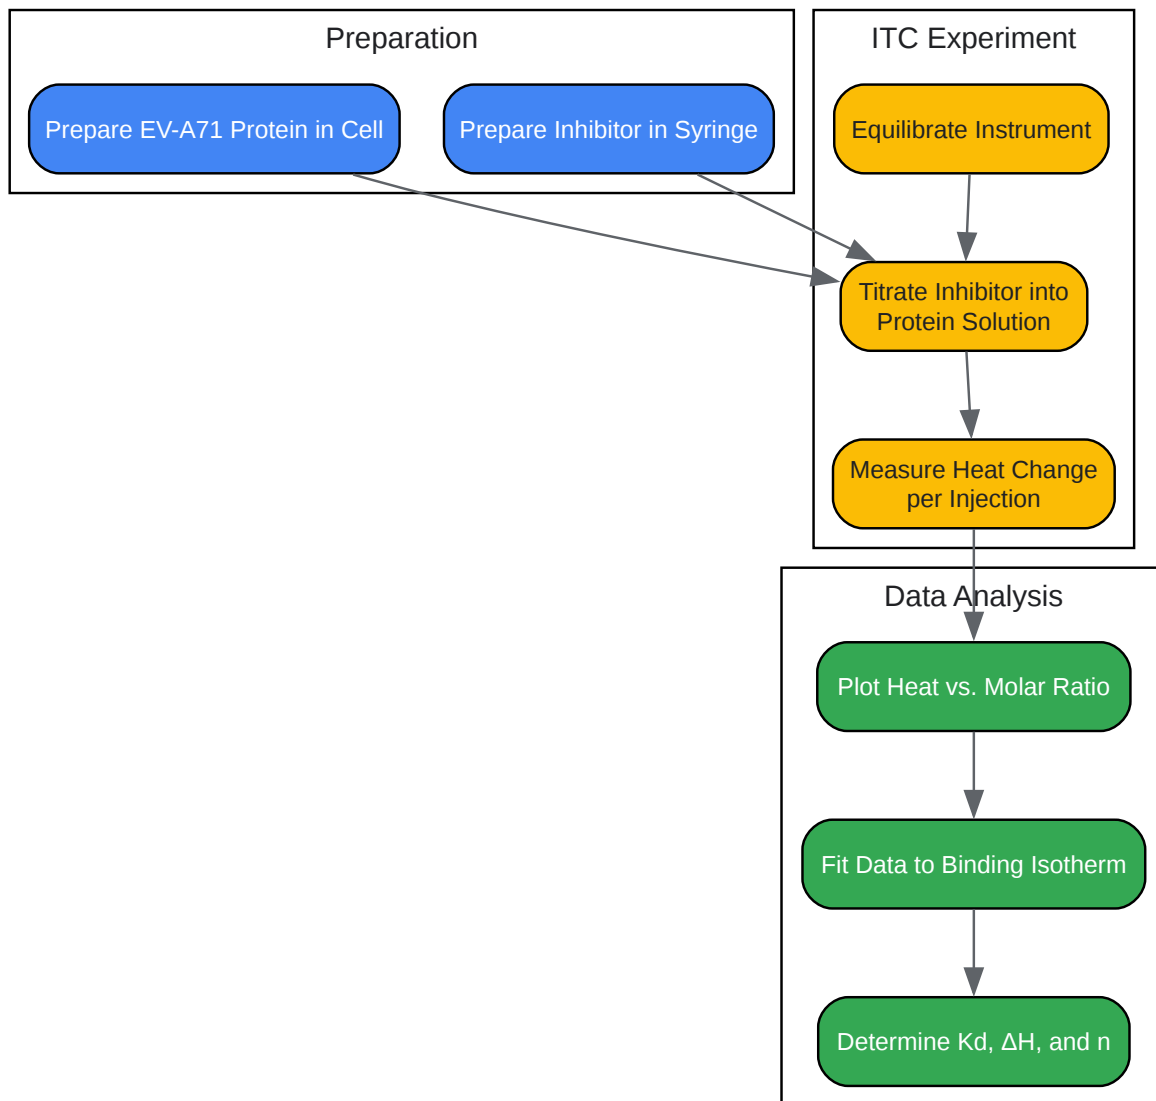 Preparation
Prepare EV-A71 Protein in Cell
Prepare Inhibitor in Syringe
ITC Experiment
Equilibrate Instrument
Titrate Inhibitor into
Protein Solution
Measure Heat Change
per Injection
Data Analysis
Plot Heat vs. Molar Ratio
Fit Data to Binding Isotherm
Determine Kd, ΔH, and n